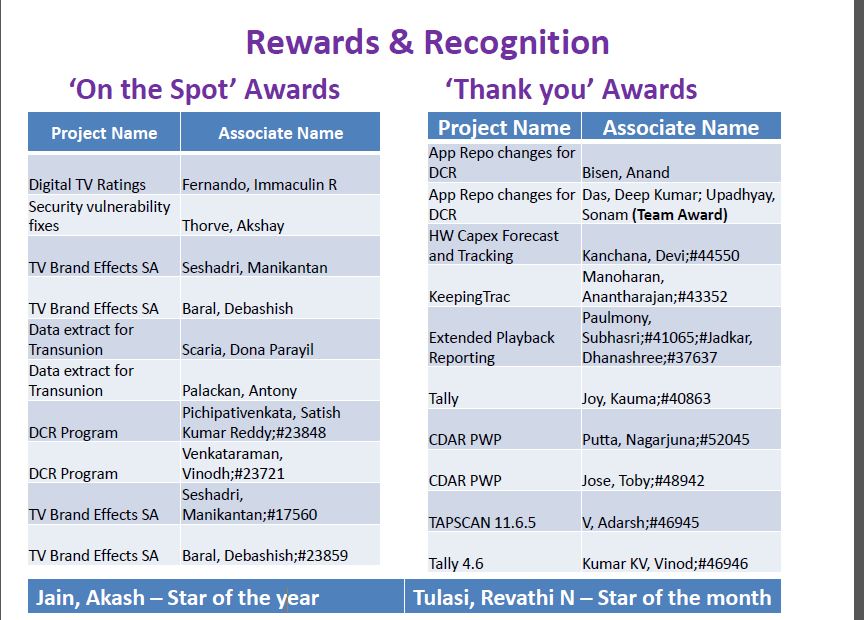 Rewards & Recognition
‘On the Spot’ Awards
Project Name Associate Name
Digital TV Ratings Fernando, Immaculin R
Security vulnerability
fixes Thorve, Akshay
TV Brand Effects SA Seshadri, Manikantan
TV Brand Effects SA Baral, Debashish
Data extract for
Transunion Scaria, Dona Parayil
Data extract for
Transunion Palackan, Antony
Pichipativenkata, Satish
DCR Program Kumar Reddy;#23848
Venkataraman,
DCR Program Vinodh;#23721
Seshadri,
TV Brand Effects SA Manikantan;#17560
TV Brand Effects SA Baral, Debashish;#23859
‘Thank you’ Awards
Project Name Associate Name
App Repo changes for
DCR Bisen, Anand
App Repo changes for Das, Deep Kumar; Upadhyay,
DCR Sonam (Team Award)
HW Capex Forecast
and Tracking Kanchana, Devi;#44550
Manoharan,
KeepingTrac Anantharajan;#43352
Paulmony,
Extended Playback Subhasri;#41065;#Jadkar,
Reporting Dhanashree;#37637
Tally Joy, Kauma;#40863
CDAR PWP Putta, Nagarjuna;#52045
CDAR PWP Jose, Toby;#48942
TAPSCAN 11.6.5 V, Adarsh;#46945
Tally 4.6 Kumar KV, Vinod;#46946
Jain, Akash – Star of the year
Tulasi, Revathi N – Star of the month